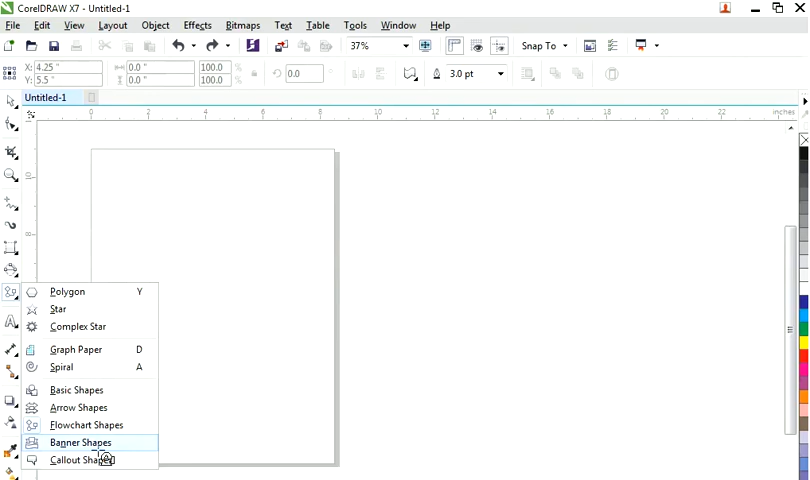 CorelDRAW X7 - Untitled-1
File Edit View Layout Object Effects Bitmaps Text Table Tools Window Help
37% Snap To
X: 4.25 " 0.0 " 100.0 % 0.0 3.0 pt
Y: 5.5 " 0.0 " 100.0 %
Untitled-1
0 2 4 6 8 10 12 14 16 18 20 22 inches
10
8
Polygon Y
Star
Complex Star
Graph Paper D
Spiral A
Basic Shapes
Arrow Shapes
Flowchart Shapes
Banner Shapes
Callout Shapes